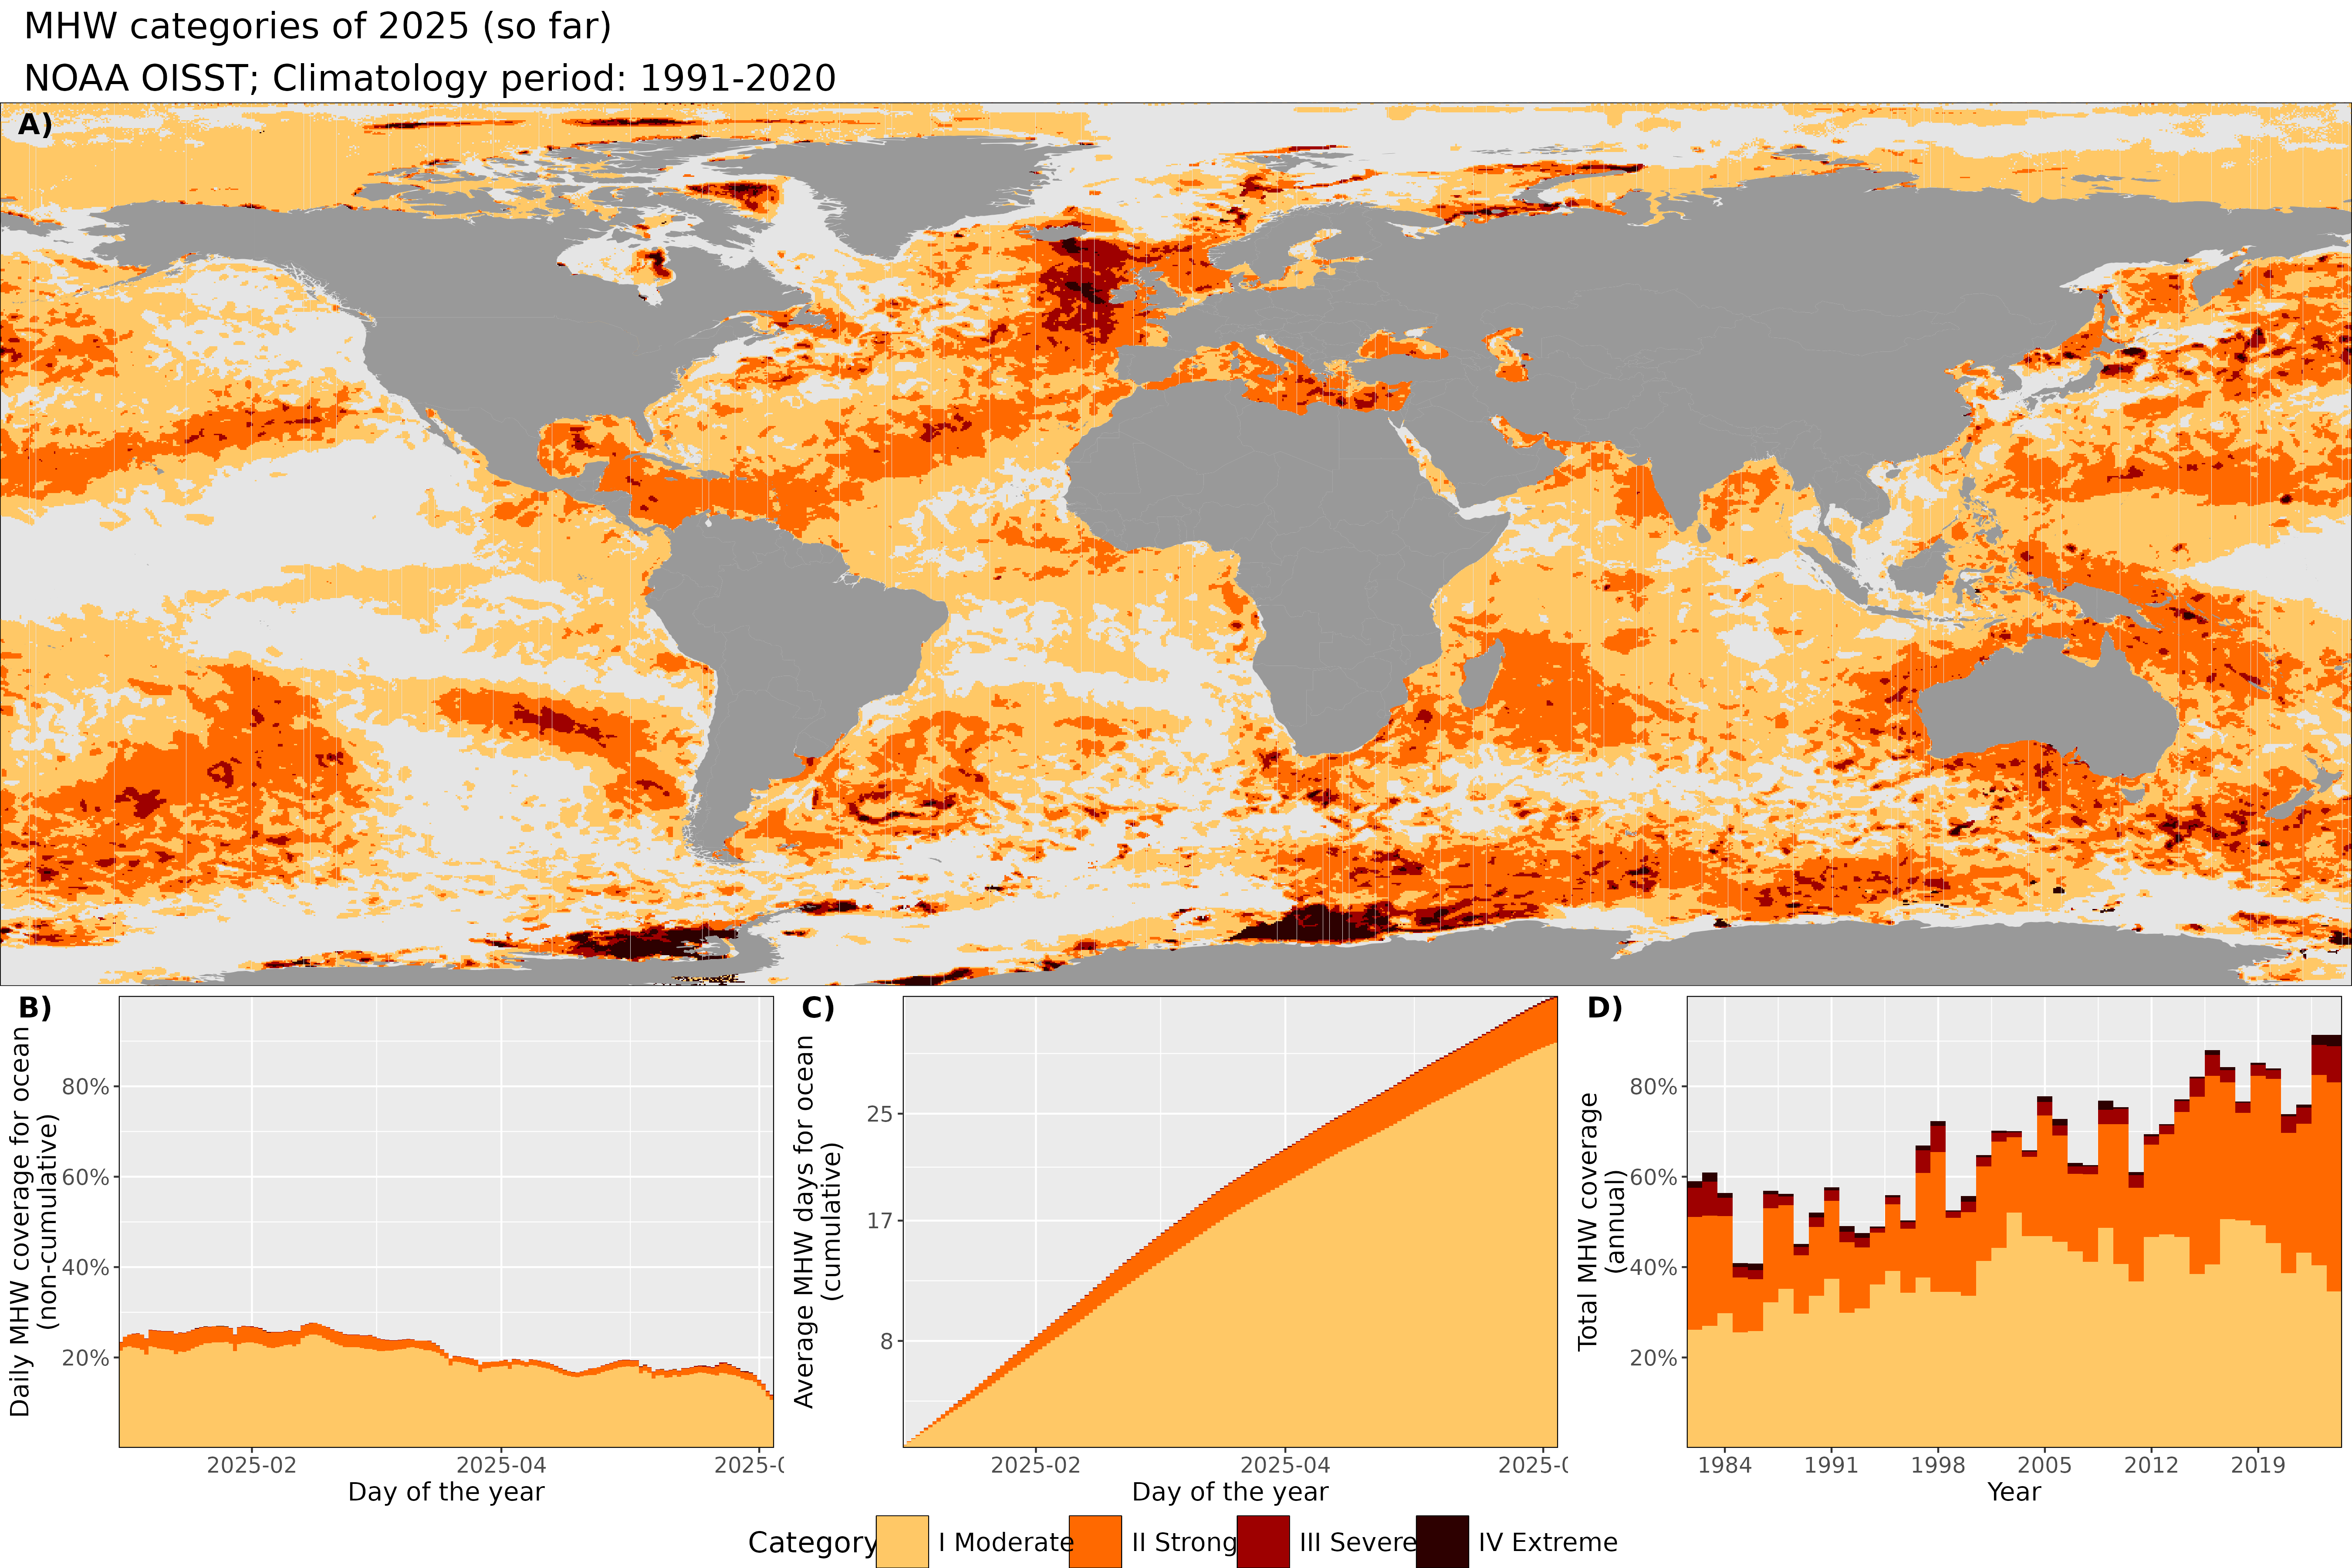 MHW categories of 2025 (so far)
NOAA OISST; Climatology period: 1991-2020
A)
B)
Daily MHW coverage for ocean
(non-cumulative)
80%
60%
40%
20%
2025-02
2025-04
Day of the year
C)
Average MHW days for ocean
(cumulative)
25
17
8
2025-02
2025-04
Day of the year
D)
Total MHW coverage
(annual)
80%
60%
40%
20%
1984
1991
1998
2005
2012
2019
Year
Category
I Moderate
II Strong
III Severe
IV Extreme